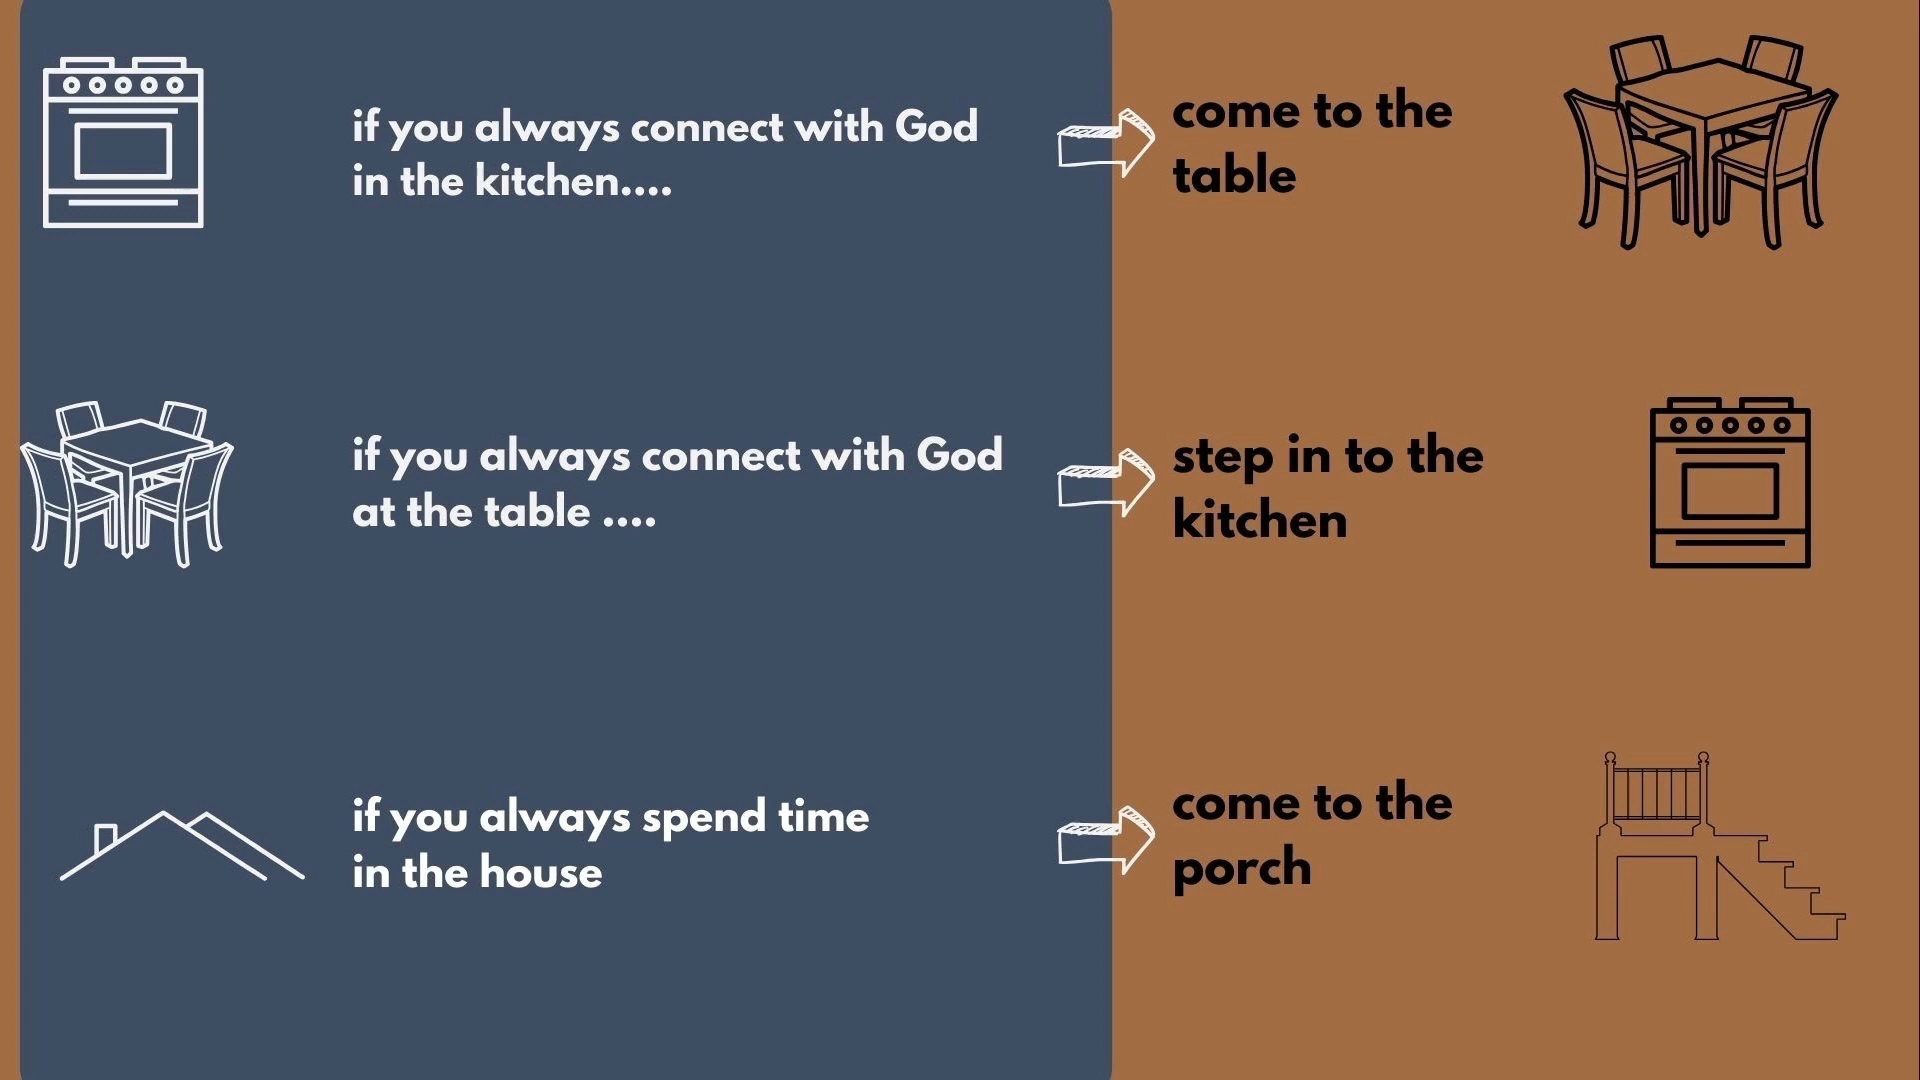 if you always connect with God
in the kitchen....
come to the
table
if you always connect with God
at the table ....
step in to the
kitchen
if you always spend time
in the house
come to the
porch